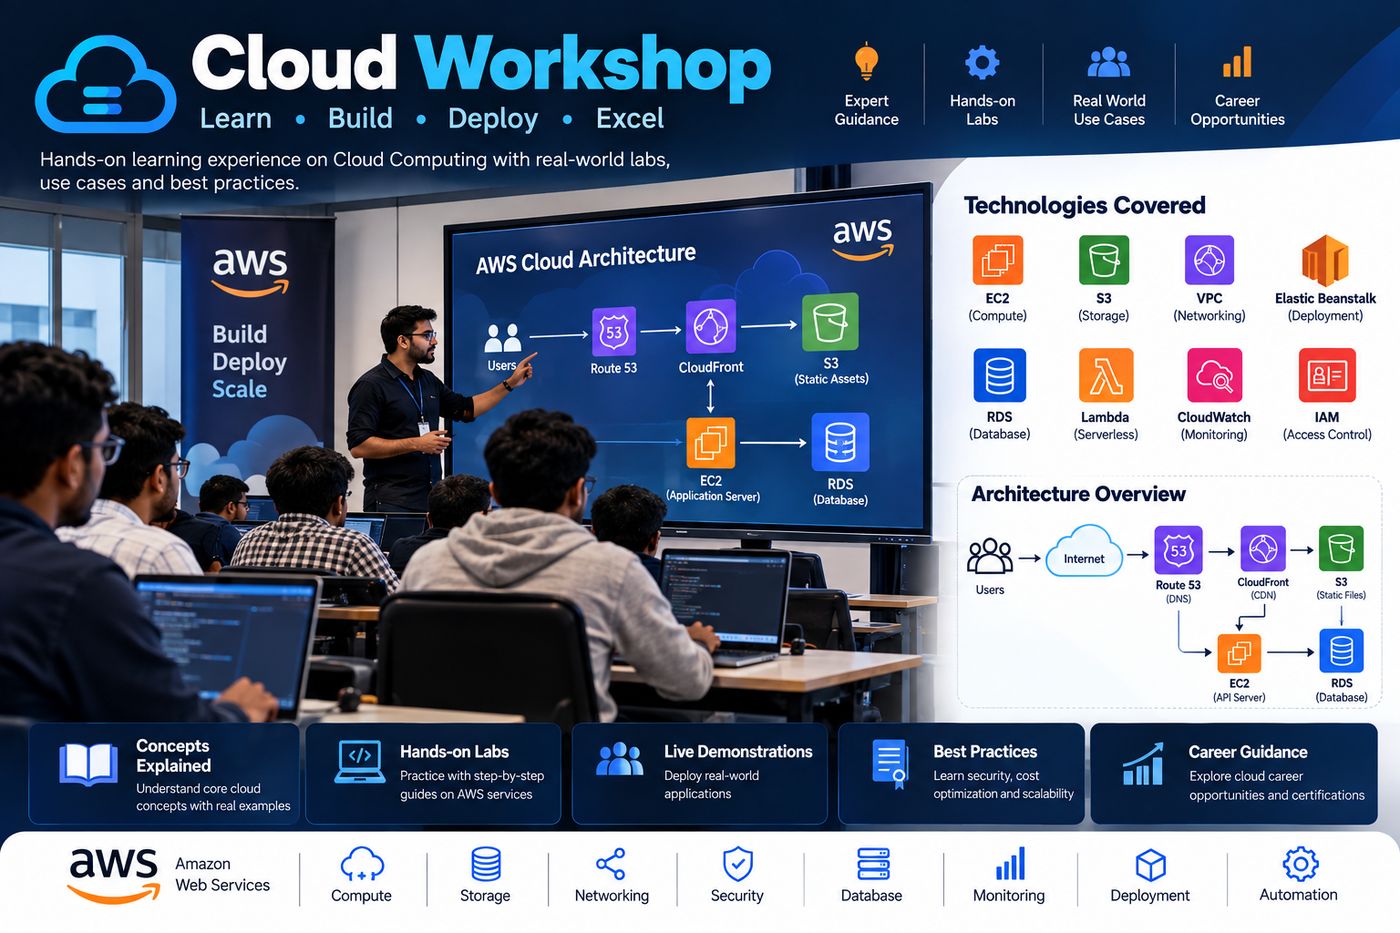 Cloud Workshop
Learn • Build • Deploy • Excel
Hands-on learning experience on Cloud Computing with real-world labs,
use cases and best practices.
Expert
Guidance
Hands-on
Labs
Real World
Use Cases
Career
Opportunities
aws
Build
Deploy
Scale
AWS Cloud Architecture
aws
Users
53
Route 53
CloudFront
S3
(Static Assets)
EC2
(Application Server)
RDS
(Database)
Technologies Covered
EC2
(Compute)
S3
(Storage)
VPC
(Networking)
Elastic Beanstalk
(Deployment)
RDS
(Database)
Lambda
(Serverless)
CloudWatch
(Monitoring)
IAM
(Access Control)
Architecture Overview
Users
Internet
53
Route 53
(DNS)
CloudFront
(CDN)
S3
(Static Files)
EC2
(API Server)
RDS
(Database)
Concepts
Explained
Understand core cloud
concepts with real examples
Hands-on Labs
Practice with step-by-step
guides on AWS services
Live Demonstrations
Deploy real-world
applications
Best Practices
Learn security, cost
optimization and scalability
Career Guidance
Explore cloud career
opportunities and certifications
aws
Amazon
Web Services
Compute
Storage
Networking
Security
Database
Monitoring
Deployment
Automation